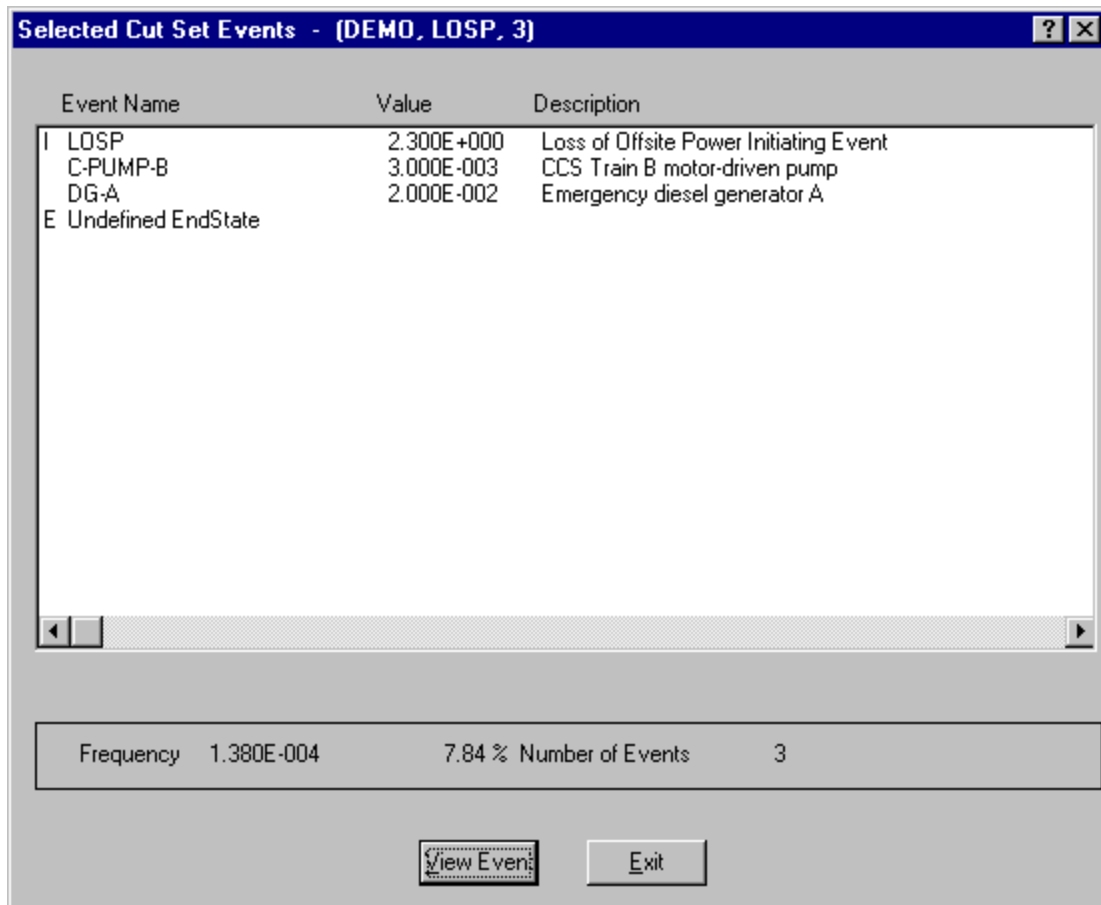 Selected Cut Set Events - (DEMO, LOSP, 3)
Event Name Value Description
I LOSP 2.300E+000 Loss of Offsite Power Initiating Event
C-PUMP-B 3.000E-003 CCS Train B motor-driven pump
DG-A 2.000E-002 Emergency diesel generator A
E Undefined EndState
Frequency 1.380E-004 7.84 % Number of Events 3
View Event Exit